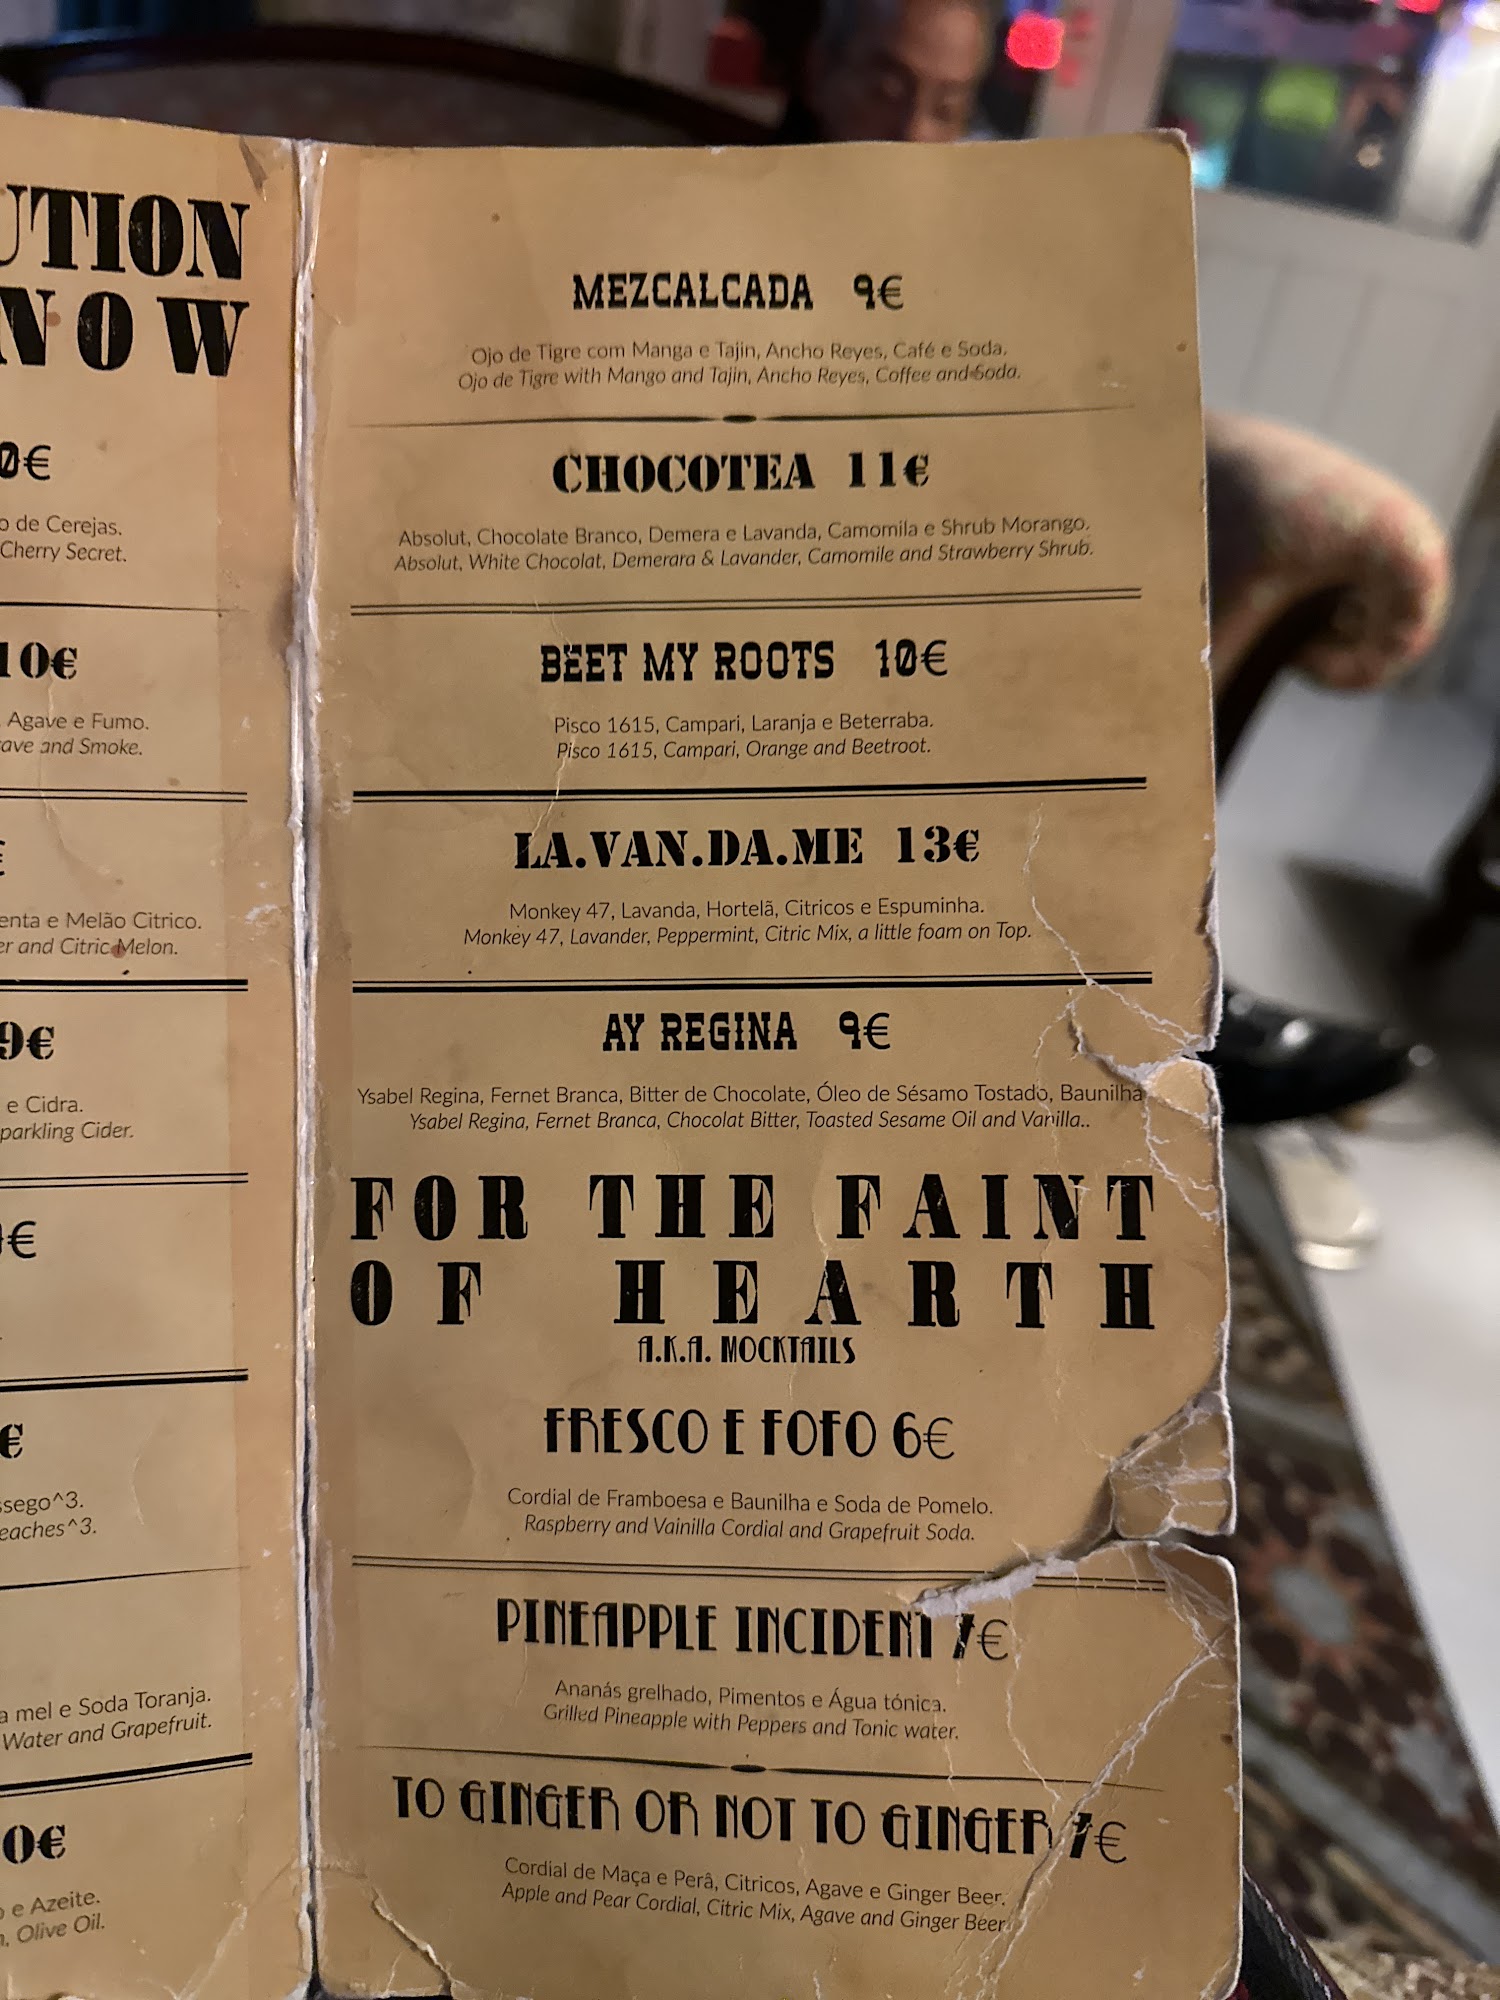 UTION
NOW
0€
o de Cerejas.
Cherry Secret.
10€
Agave e Fumo.
ave and Smoke.
€
enta e Melão Citrico.
er and Citric Melon.
9€
e Cidra.
parkling Cider.
€
€
ssego^3.
eaches^3.
a mel e Soda Toranja.
Water and Grapefruit.
0€
o e Azeite.
Olive Oil.
MEZCALCADA 9€
Ojo de Tigre com Manga e Tajin, Ancho Reyes, Café e Soda.
Ojo de Tigre with Mango and Tajin, Ancho Reyes, Coffee and Soda.
CHOCOTEA 11€
Absolut, Chocolate Branco, Demera e Lavanda, Camomila e Shrub Morango.
Absolut, White Chocolat, Demerara & Lavander, Camomile and Strawberry Shrub.
BEET MY ROOTS 10€
Pisco 1615, Campari, Laranja e Beterraba.
Pisco 1615, Campari, Orange and Beetroot.
LA.VAN.DA.ME 13€
Monkey 47, Lavanda, Hortelã, Citricos e Espuminha.
Monkey 47, Lavander, Peppermint, Citric Mix, a little foam on Top.
AY REGINA 9€
Ysabel Regina, Fernet Branca, Bitter de Chocolate, Óleo de Sésamo Tostado, Baunilha
Ysabel Regina, Fernet Branca, Chocolat Bitter, Toasted Sesame Oil and Vanilla..
FOR THE FAINT
OF HEARTH
A.K.A. MOCKTAILS
FRESCO E FOFO 6€
Cordial de Framboesa e Baunilha e Soda de Pomelo.
Raspberry and Vainilla Cordial and Grapefruit Soda.
PINEAPPLE INCIDENT 7€
Ananás grelhado, Pimentos e Água tónica.
Grilled Pineapple with Peppers and Tonic water.
TO GINGER OR NOT TO GINGER 7€
Cordial de Maça e Perâ, Citricos, Agave e Ginger Beer.
Apple and Pear Cordial, Citric Mix, Agave and Ginger Beer.